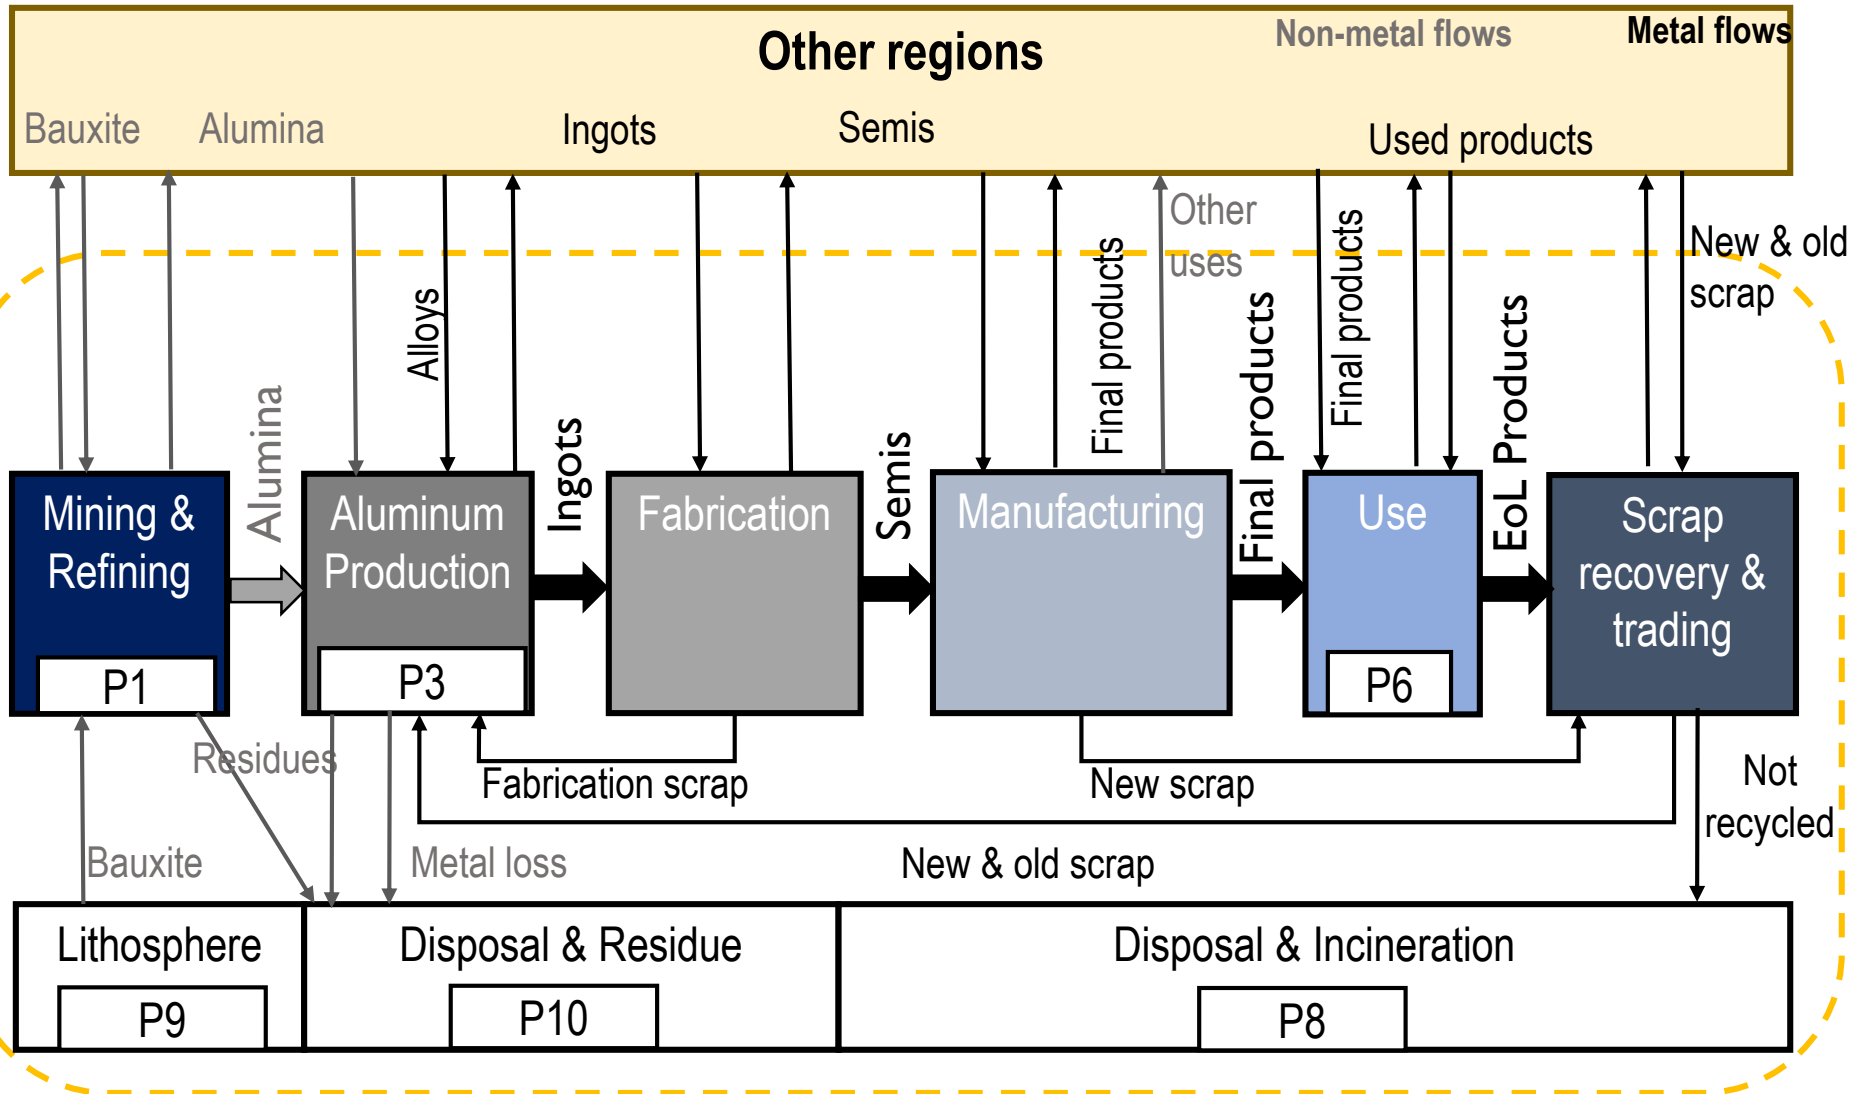 Other regions
Non-metal flows
Metal flows
Bauxite
Alumina
Ingots
Semis
Used products
Other
uses
New & old
scrap
Alloys
Final products
Final products
Final products
EoL Products
Alumina
Ingots
Semis
Mining &
Refining
P1
Aluminum
Production
P3
Fabrication
Manufacturing
Use
P6
Scrap
recovery &
trading
Residues
Fabrication scrap
New scrap
Not
recycled
Bauxite
Metal loss
New & old scrap
Lithosphere
P9
Disposal & Residue
P10
Disposal & Incineration
P8